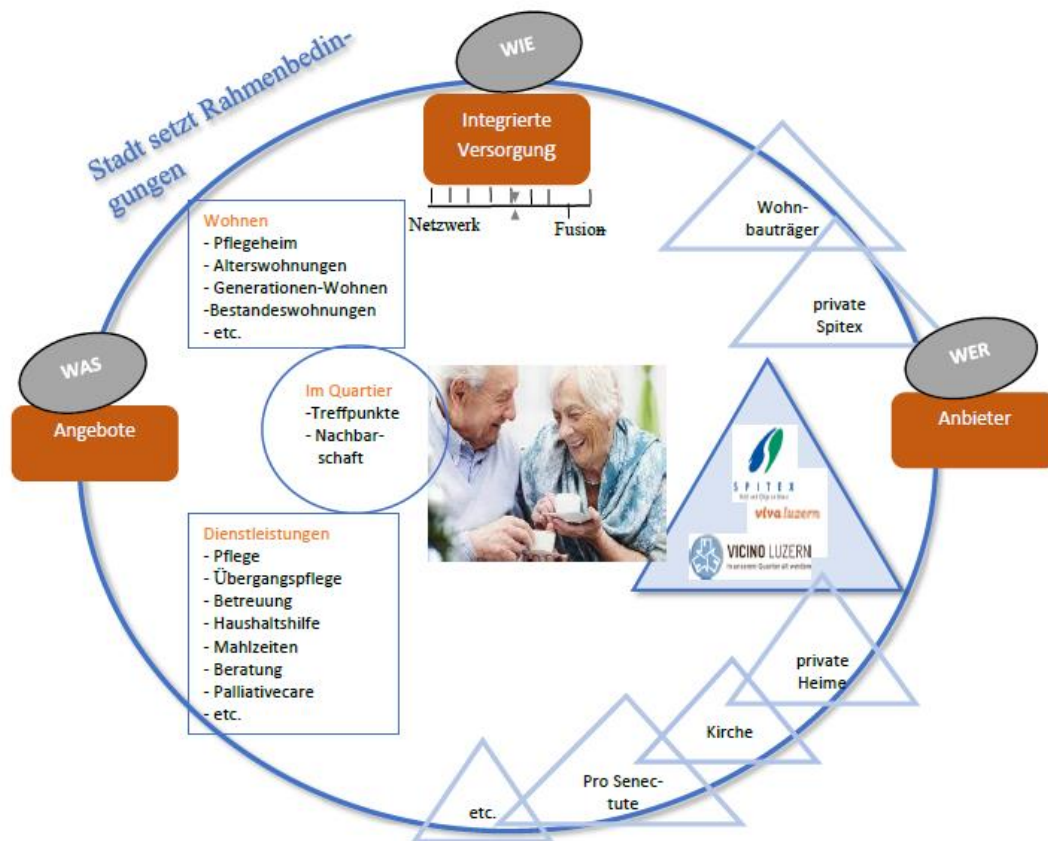 Stadt setzt Rahmenbedin-
gungen
WIE
Integrierte
Versorgung
Netzwerk
Fusion
Wohnen
- Pflegeheim
- Alterswohnungen
- Generationen-Wohnen
-Bestandeswohnungen
- etc.
WAS
Angebote
Im Quartier
-Treffpunkte
- Nachbar-
schaft
Dienstleistungen
- Pflege
- Übergangspflege
- Betreuung
- Haushaltshilfe
- Mahlzeiten
- Beratung
- Palliativecare
- etc.
Wohn-
bauträger
private
Spitex
WER
Anbieter
SPITEX
vivaluzern
VICINO LUZERN
private
Heime
Kirche
Pro Senec-
tute
etc.